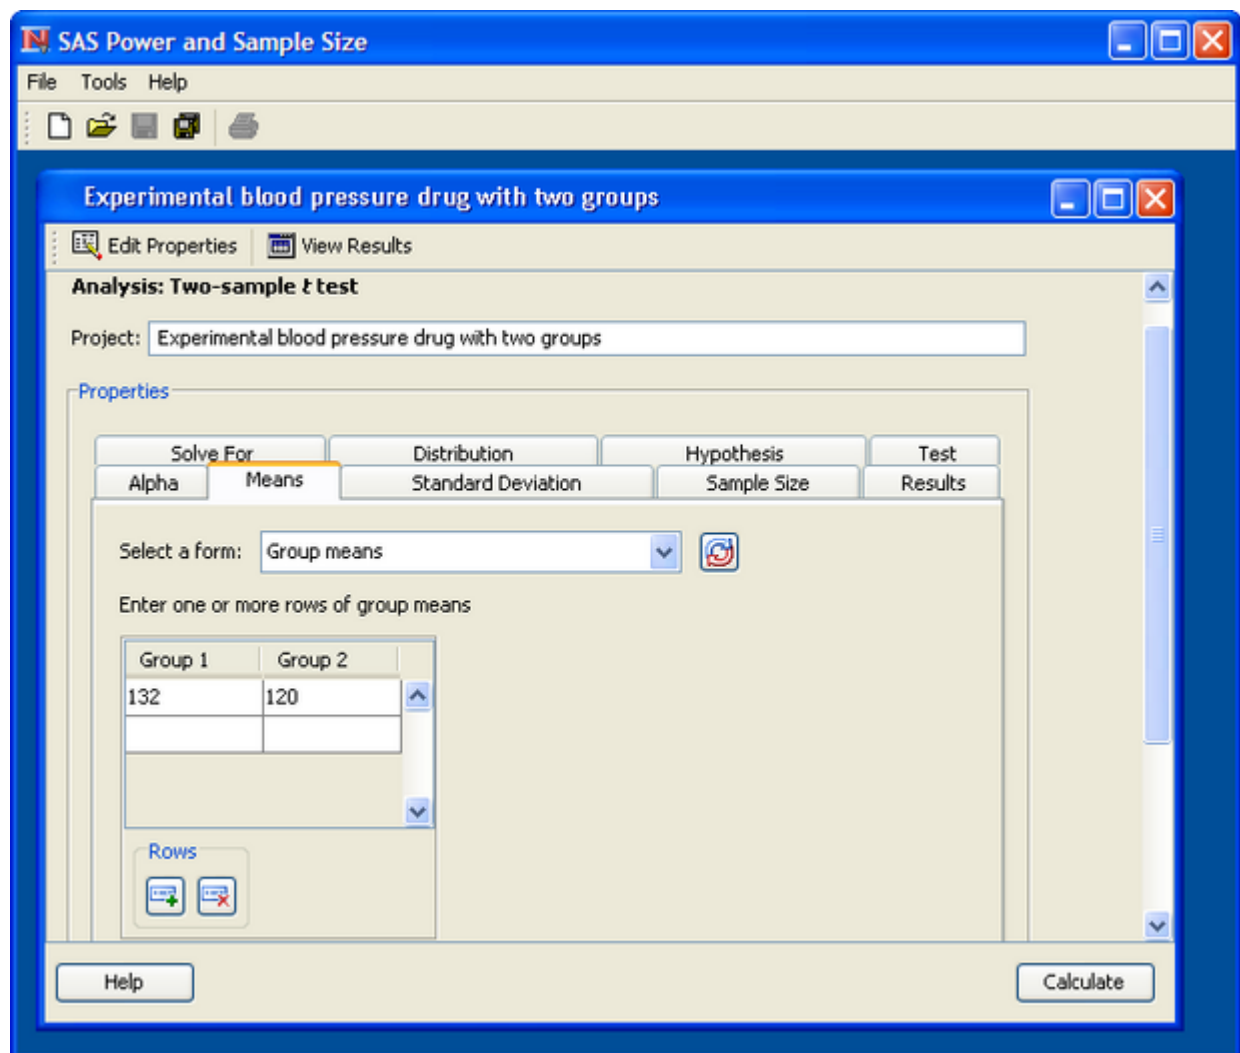 SAS Power and Sample Size
File Tools Help
Experimental blood pressure drug with two groups
Edit Properties View Results
Analysis: Two-sample t test
Project: Experimental blood pressure drug with two groups
Properties
Solve For Distribution Hypothesis Test
Alpha Means Standard Deviation Sample Size Results
Select a form: Group means
Enter one or more rows of group means
Group 1 Group 2
132 120
Rows
Help Calculate